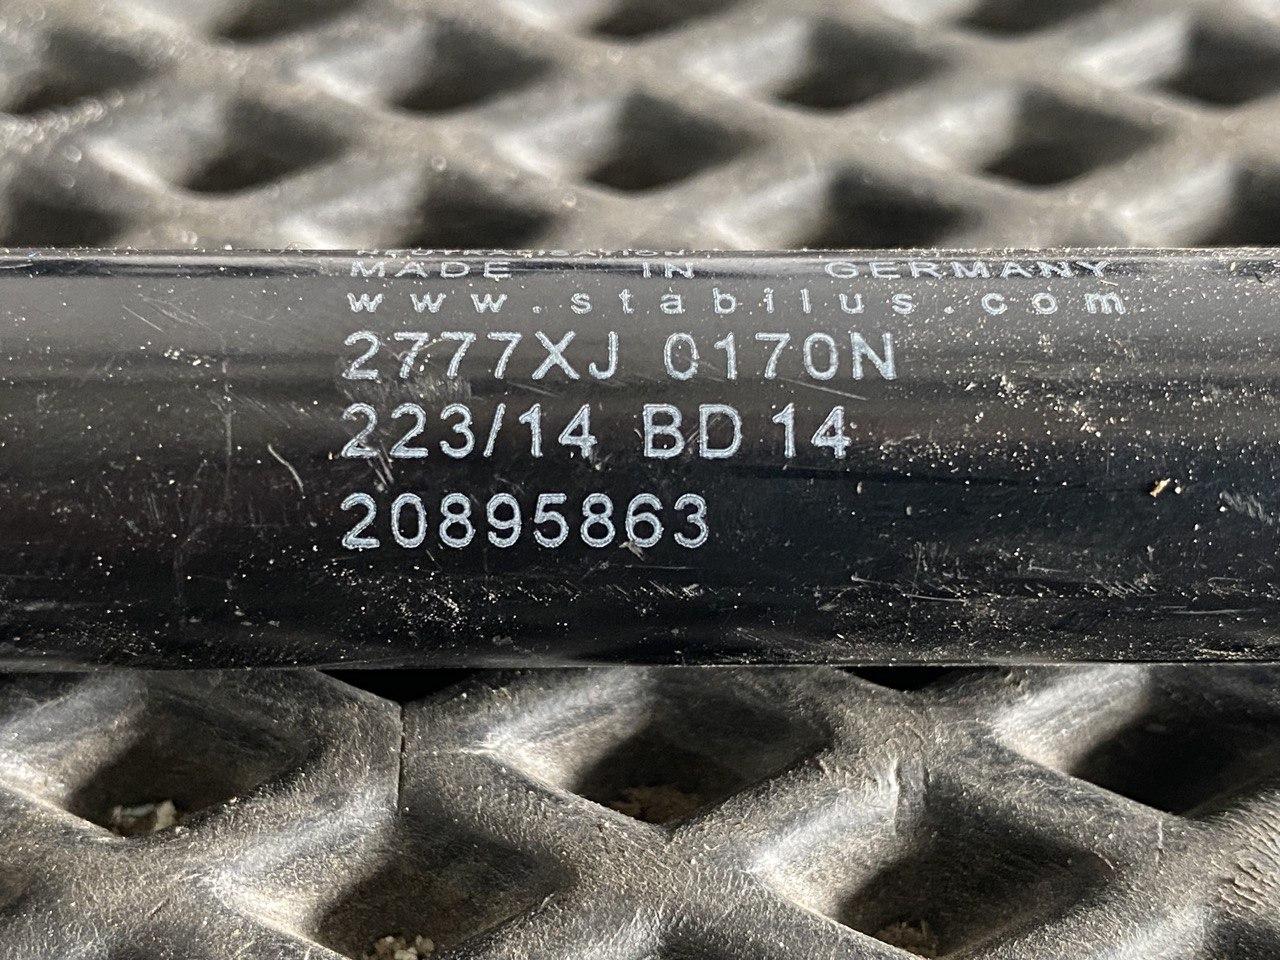 MADE IN GERMANY
www.stabilus.com
2777XJ 0170N
223/14 BD 14
20895863